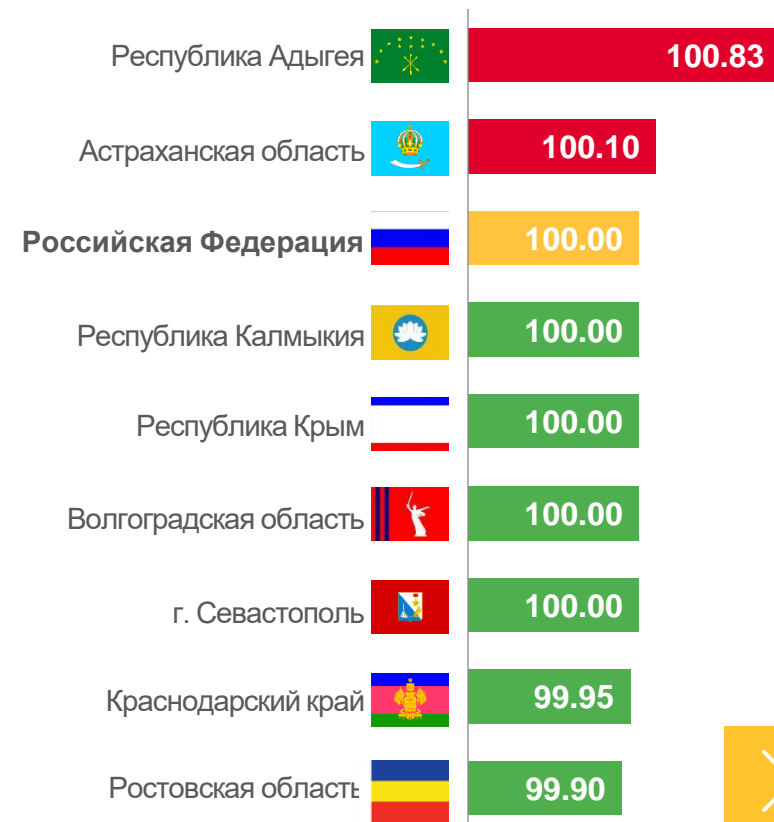 Республика Адыгея 100.83
Астраханская область 100.10
Российская Федерация 100.00
Республика Калмыкия 100.00
Республика Крым 100.00
Волгоградская область 100.00
г. Севастополь 100.00
Краснодарский край 99.95
Ростовская область 99.90